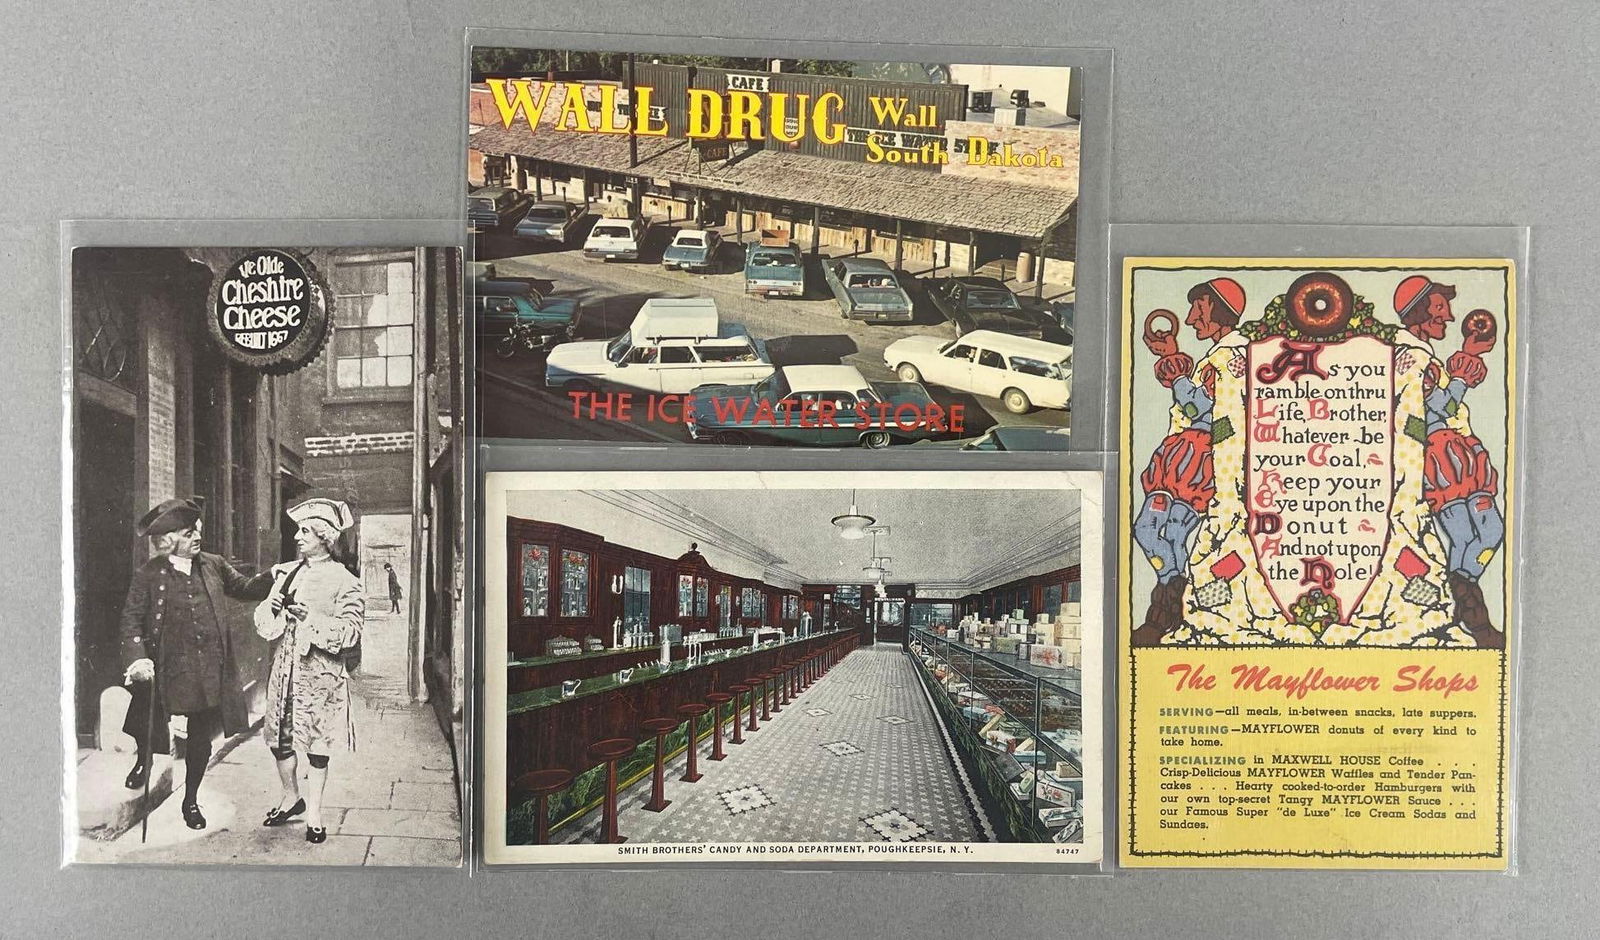 Ye Olde
Cheshire
Cheese
REBUILT 1667
CAFE
WALL DRUG
Wall
South Dakota
CAFE
THE ICE WATER STORE
THE ICE WATER STORE
SMITH BROTHERS' CANDY AND SODA DEPARTMENT, POUGHKEEPSIE, N. Y.
84747
As you
ramble on thru
Life, Brother,
Whatever be
your Goal,
Keep your
Eye upon the
Donut
And not upon
the Hole!
The Mayflower Shops
SERVING—all meals, in-between snacks, late suppers.
FEATURING—MAYFLOWER donuts of every kind to
take home.
SPECIALIZING in MAXWELL HOUSE Coffee . . .
Crisp-Delicious MAYFLOWER Waffles and Tender Pan-
cakes . . . Hearty cooked-to-order Hamburgers with
our own top-secret Tangy MAYFLOWER Sauce . . .
our Famous Super "de Luxe" Ice Cream Sodas and
Sundaes.